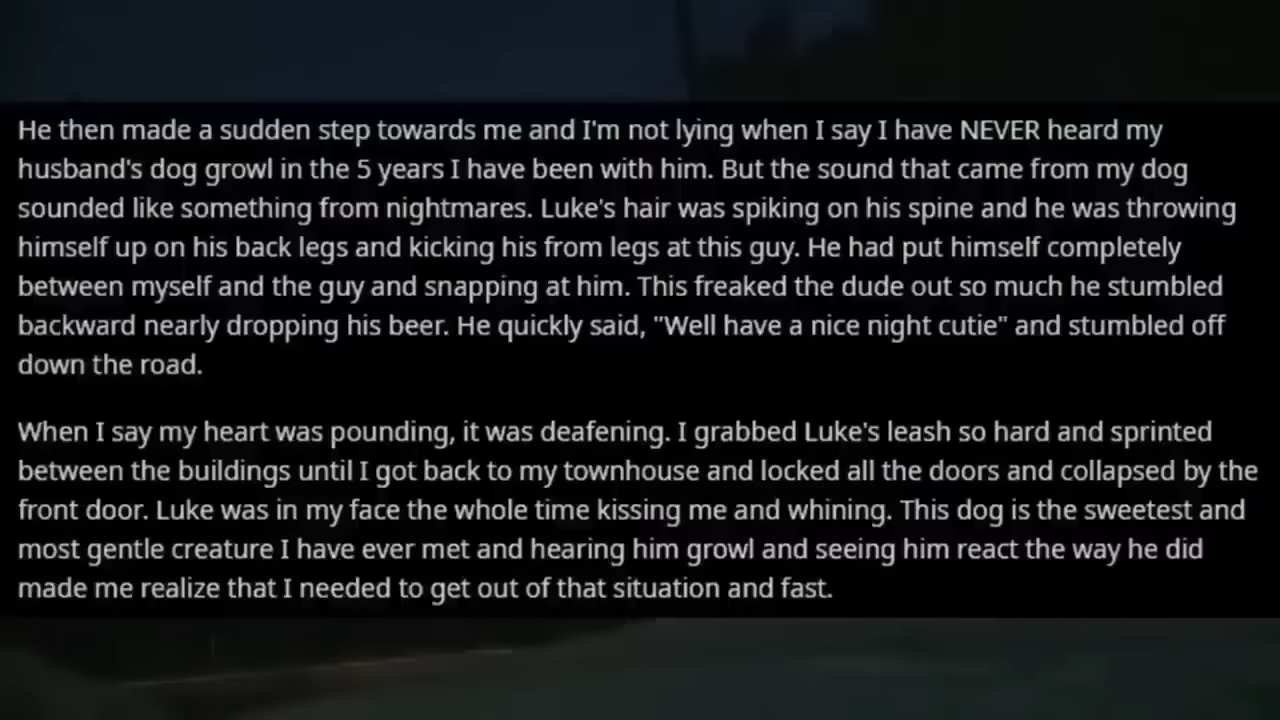 He then made a sudden step towards me and I'm not lying when I say I have NEVER heard my
husband's dog growl in the 5 years I have been with him. But the sound that came from my dog
sounded like something from nightmares. Luke's hair was spiking on his spine and he was throwing
himself up on his back legs and kicking his from legs at this guy. He had put himself completely
between myself and the guy and snapping at him. This freaked the dude out so much he stumbled
backward nearly dropping his beer. He quickly said, "Well have a nice night cutie" and stumbled off
down the road.
When I say my heart was pounding, it was deafening. I grabbed Luke's leash so hard and sprinted
between the buildings until I got back to my townhouse and locked all the doors and collapsed by the
front door. Luke was in my face the whole time kissing me and whining. This dog is the sweetest and
most gentle creature I have ever met and hearing him growl and seeing him react the way he did
made me realize that I needed to get out of that situation and fast.